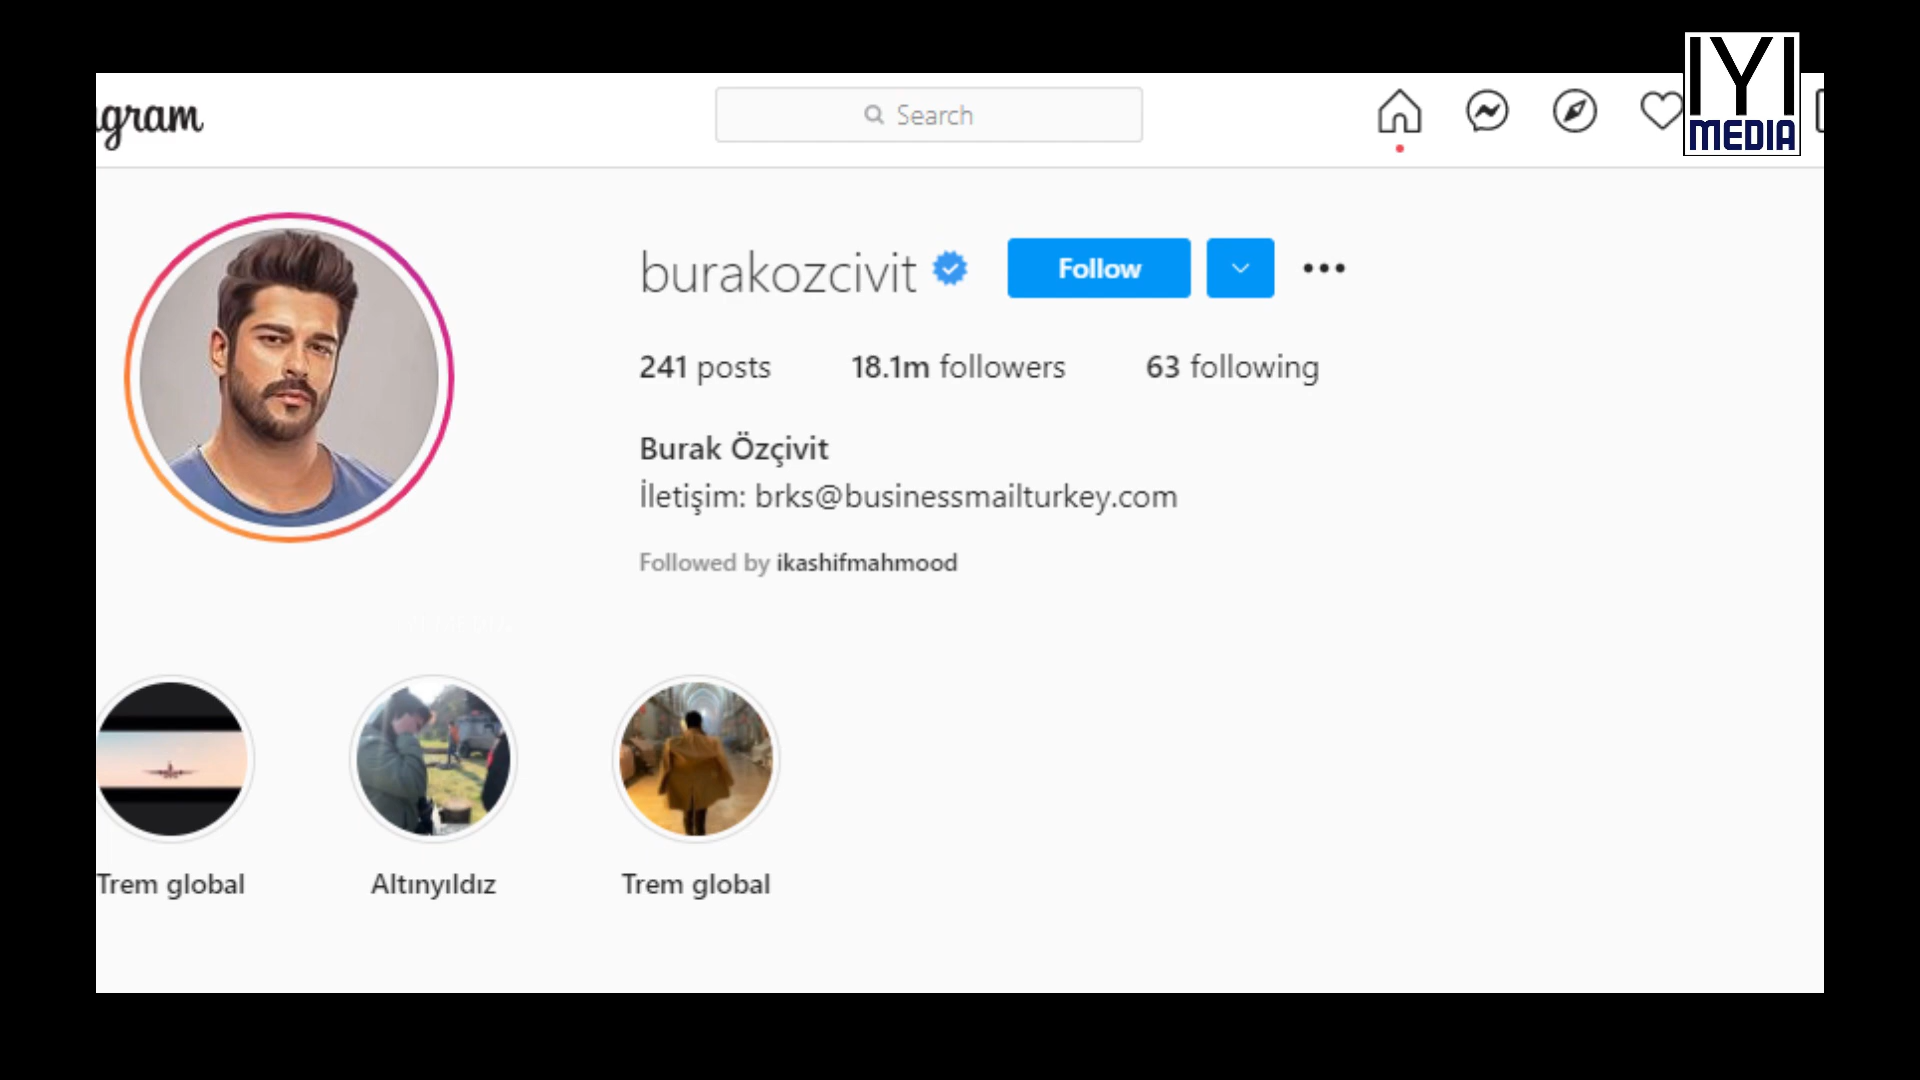 agram
Search
IYI
MEDIA
burakozcivit
Follow
241 posts 18.1m followers 63 following
Burak Özçivit
İletişim: brks@businessmailturkey.com
Followed by ikashifmahmood
Trem global
Altınyıldız
Trem global